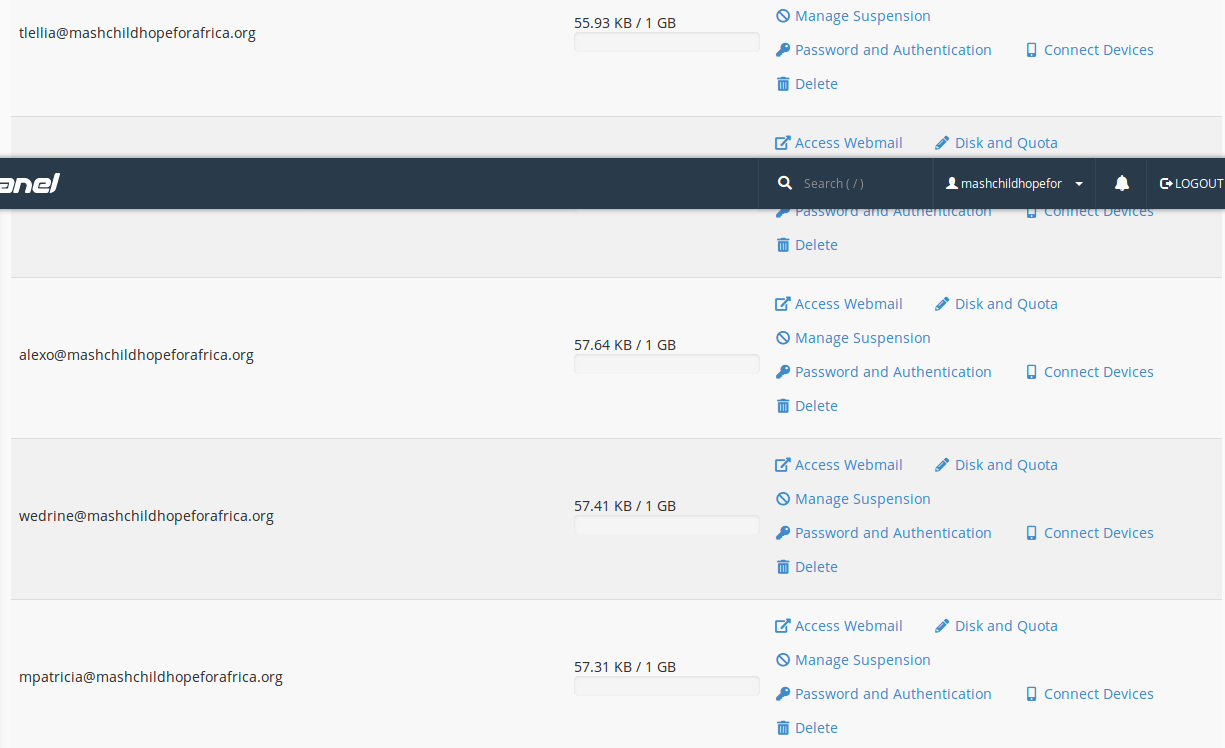 Manage Suspension
tlellia@mashchildhopeforafrica.org 55.93 KB / 1 GB
Password and Authentication Connect Devices
Delete
Access Webmail Disk and Quota
anel Search ( / ) mashchildhopefor LOGOUT
Password and Authentication Connect Devices
Delete
Access Webmail Disk and Quota
Manage Suspension
alexo@mashchildhopeforafrica.org 57.64 KB / 1 GB
Password and Authentication Connect Devices
Delete
Access Webmail Disk and Quota
Manage Suspension
wedrine@mashchildhopeforafrica.org 57.41 KB / 1 GB
Password and Authentication Connect Devices
Delete
Access Webmail Disk and Quota
Manage Suspension
mpatricia@mashchildhopeforafrica.org 57.31 KB / 1 GB
Password and Authentication Connect Devices
Delete